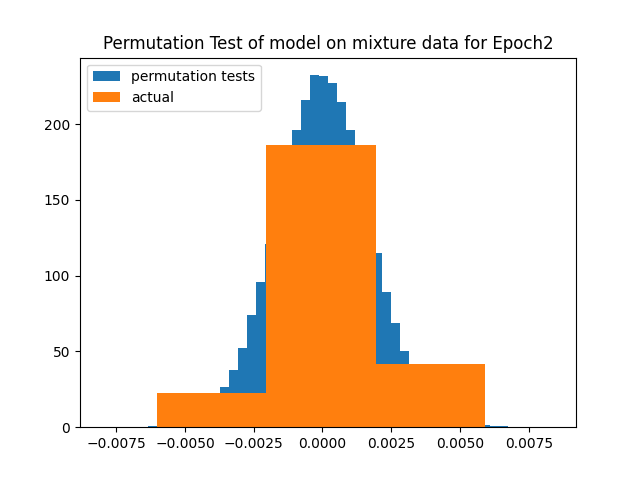 Permutation Test of model on mixture data for Epoch2
permutation tests
actual
200
150
100
50
0
−0.0075 −0.0050 −0.0025 0.0000 0.0025 0.0050 0.0075